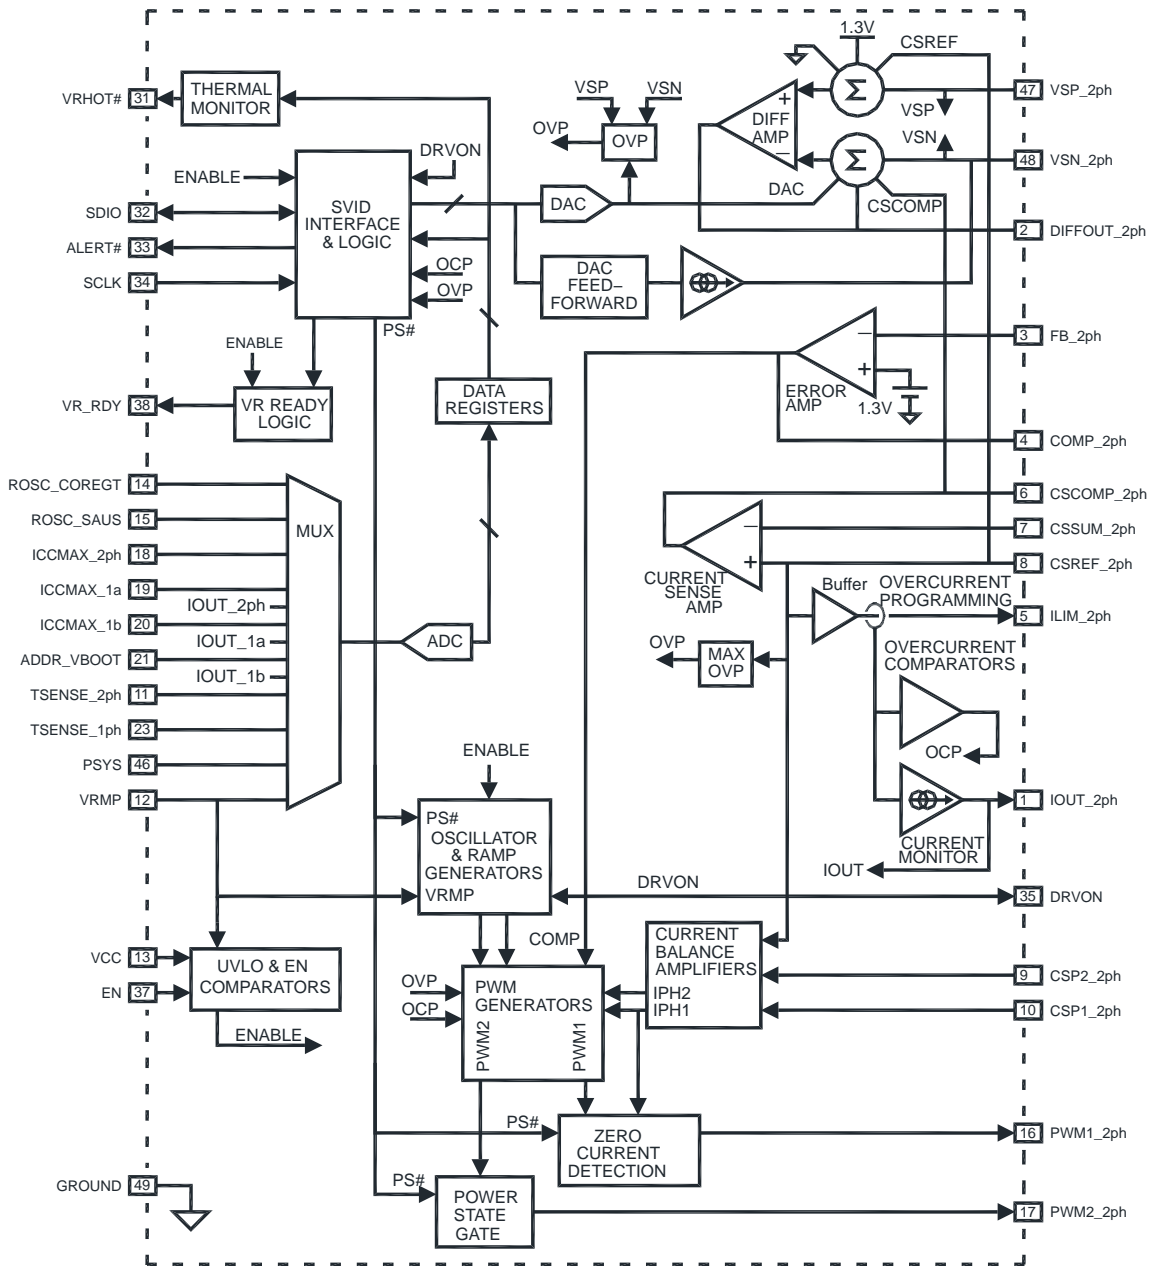 1.3V
CSREF
VRHOT# 31
THERMAL
MONITOR
VSP
VSN
OVP
OVP
+
DIFF
AMP
–
Σ
VSP
47 VSP_2ph
VSN
Σ
48 VSN_2ph
DRVON
ENABLE
SVID
INTERFACE
& LOGIC
DAC
DAC
CSCOMP
SDIO 32
ALERT# 33
SCLK 34
2 DIFFOUT_2ph
OCP
OVP
DAC
FEED–
FORWARD
PS#
ENABLE
VR_RDY 38
VR READY
LOGIC
DATA
REGISTERS
–
+
ERROR
AMP
1.3V
3 FB_2ph
4 COMP_2ph
ROSC_COREGT 14
ROSC_SAUS 15
ICCMAX_2ph 18
ICCMAX_1a 19
IOUT_2ph
ICCMAX_1b 20
IOUT_1a
ADDR_VBOOT 21
IOUT_1b
TSENSE_2ph 11
TSENSE_1ph 23
PSYS 46
VRMP 12
MUX
ADC
6 CSCOMP_2ph
–
7 CSSUM_2ph
+
8 CSREF_2ph
CURRENT
SENSE
AMP
Buffer
OVERCURRENT
PROGRAMMING
5 ILIM_2ph
OVP
MAX
OVP
OVERCURRENT
COMPARATORS
OCP
1 IOUT_2ph
CURRENT
MONITOR
IOUT
ENABLE
PS#
OSCILLATOR
& RAMP
GENERATORS
VRMP
DRVON
35 DRVON
VCC 13
EN 37
UVLO & EN
COMPARATORS
ENABLE
COMP
CURRENT
BALANCE
AMPLIFIERS
IPH2
IPH1
9 CSP2_2ph
10 CSP1_2ph
OVP
OCP
PWM
GENERATORS
PWM2
PWM1
PS#
ZERO
CURRENT
DETECTION
16 PWM1_2ph
GROUND 49
PS#
POWER
STATE
GATE
17 PWM2_2ph